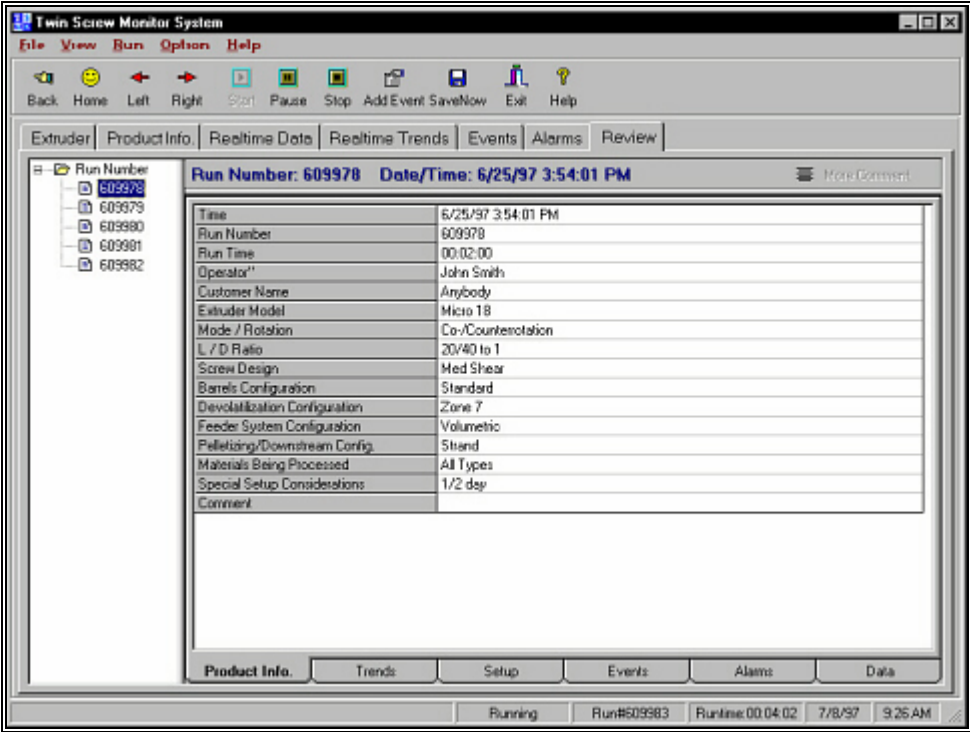 Twin Screw Monitor System
File View Run Option Help
Back Home Left Right Start Pause Stop Add Event SaveNow Exit Help
Extruder Product Info. Realtime Data Realtime Trends Events Alarms Review
Run Number
609978
609979
609980
609981
609982
Run Number: 609978 Date/Time: 6/25/97 3:54:01 PM More Comment
Time 6/25/97 3:54:01 PM
Run Number 609978
Run Time 00:02:00
Operator" John Smith
Customer Name Anybody
Extruder Model Micro 18
Mode / Rotation Co-/Counterrotation
L / D Ratio 20/40 to 1
Screw Design Med Shear
Barrels Configuration Standard
Devolatilization Configuration Zone 7
Feeder System Configuration Volumetric
Pelletizing/Downstream Config. Strand
Materials Being Processed All Types
Special Setup Considerations 1/2 day
Comment
Product Info. Trends Setup Events Alarms Data
Running Run#609983 Runtime:00:04:02 7/8/97 9:26 AM